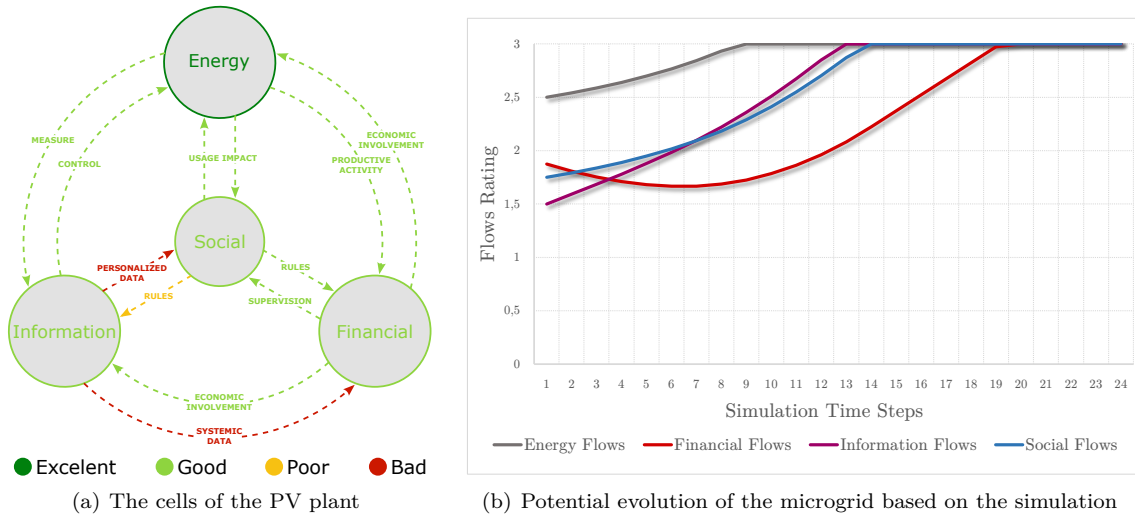 Energy
MEASURE
CONTROL
USAGE IMPACT
ECONOMIC
INVOLVEMENT
PRODUCTIVE
ACTIVITY
Social
PERSONALIZED
DATA
RULES
RULES
SUPERVISION
Information
Financial
ECONOMIC
INVOLVEMENT
SYSTEMIC
DATA
Excelent
Good
Poor
Bad
(a) The cells of the PV plant
Flows Rating
3
2,5
2
1,5
1
0,5
0
1 2 3 4 5 6 7 8 9 10 11 12 13 14 15 16 17 18 19 20 21 22 23 24
Simulation Time Steps
Energy Flows
Financial Flows
Information Flows
Social Flows
(b) Potential evolution of the microgrid based on the simulation